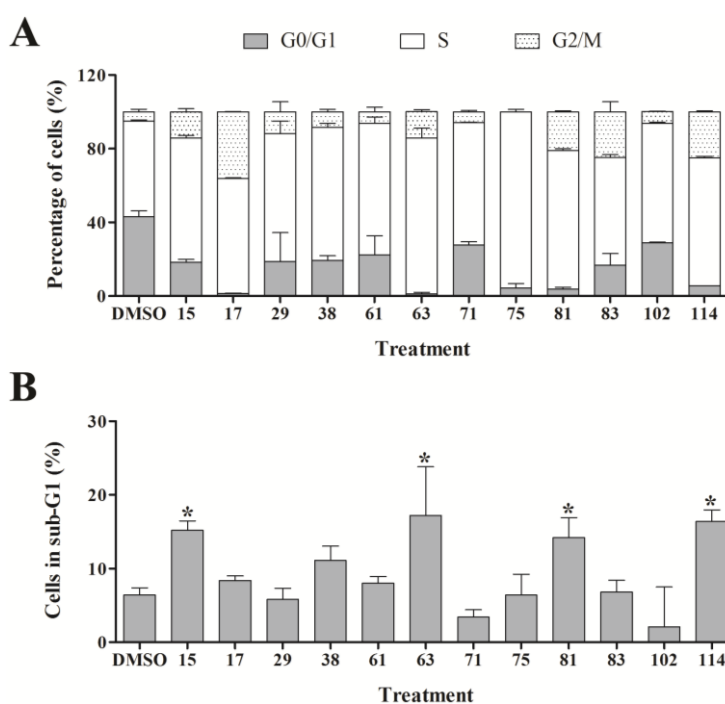 A
G0/G1 S G2/M
Percentage of cells (%)
120
80
40
0
DMSO 15 17 29 38 61 63 71 75 81 83 102 114
Treatment
B
Cells in sub-G1 (%)
30
20
10
0
* * * *
DMSO 15 17 29 38 61 63 71 75 81 83 102 114
Treatment